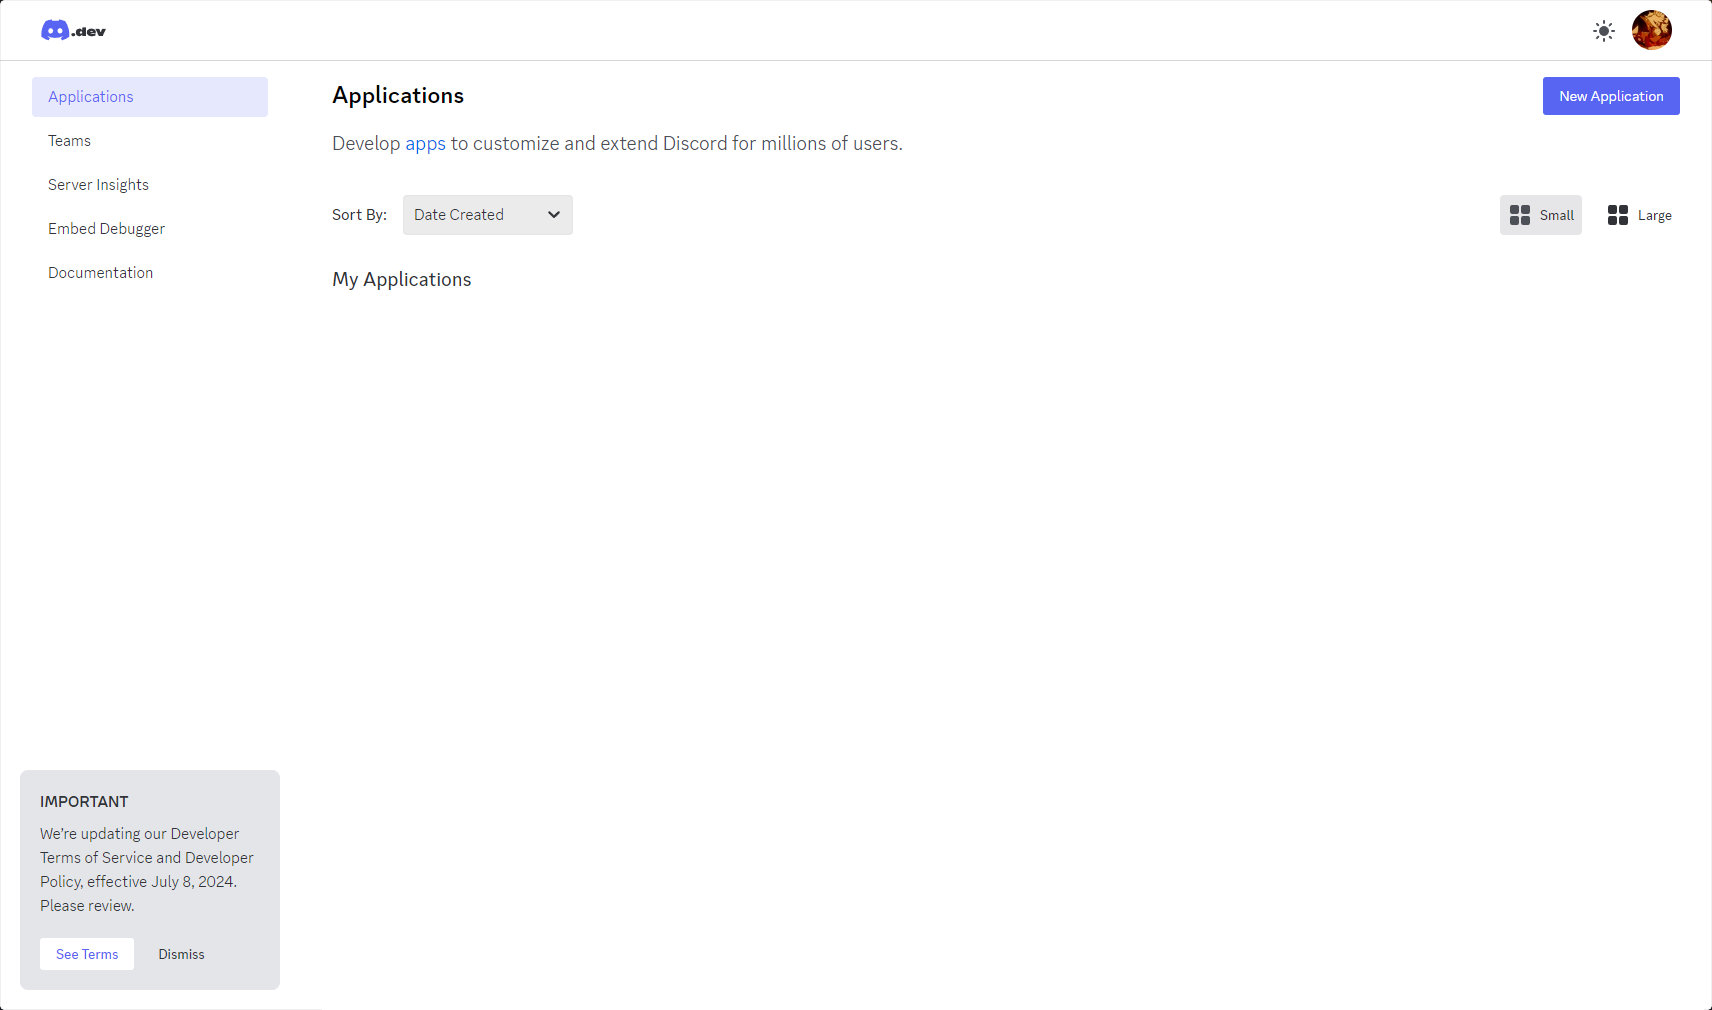 .dev
Applications
Teams
Server Insights
Embed Debugger
Documentation
Applications
New Application
Develop apps to customize and extend Discord for millions of users.
Sort By:
Date Created
Small
Large
My Applications
IMPORTANT
We’re updating our Developer
Terms of Service and Developer
Policy, effective July 8, 2024.
Please review.
See Terms
Dismiss